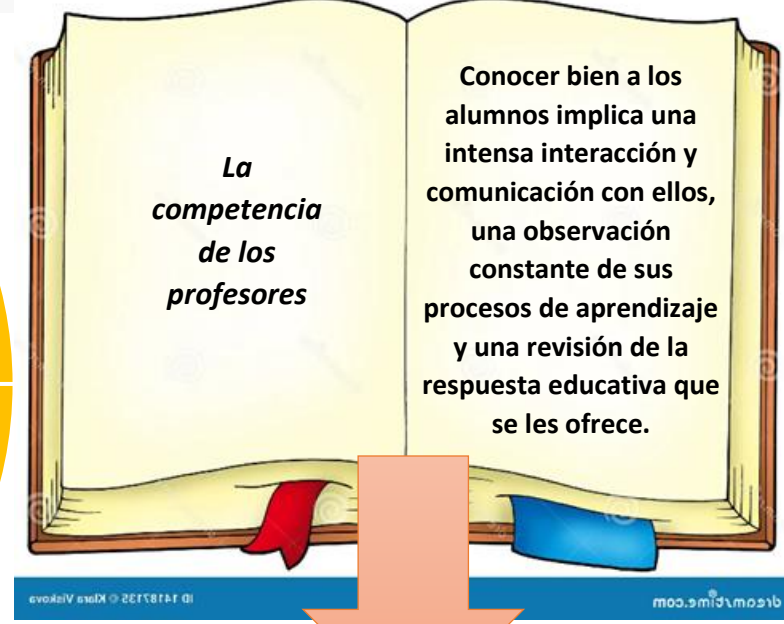 La
competencia
de los
profesores
Conocer bien a los
alumnos implica una
intensa interacción y
comunicación con ellos,
una observación
constante de sus
procesos de aprendizaje
y una revisión de la
respuesta educativa que
se les ofrece.
ID 14187135 © Klara Viskova
dreamstime.com